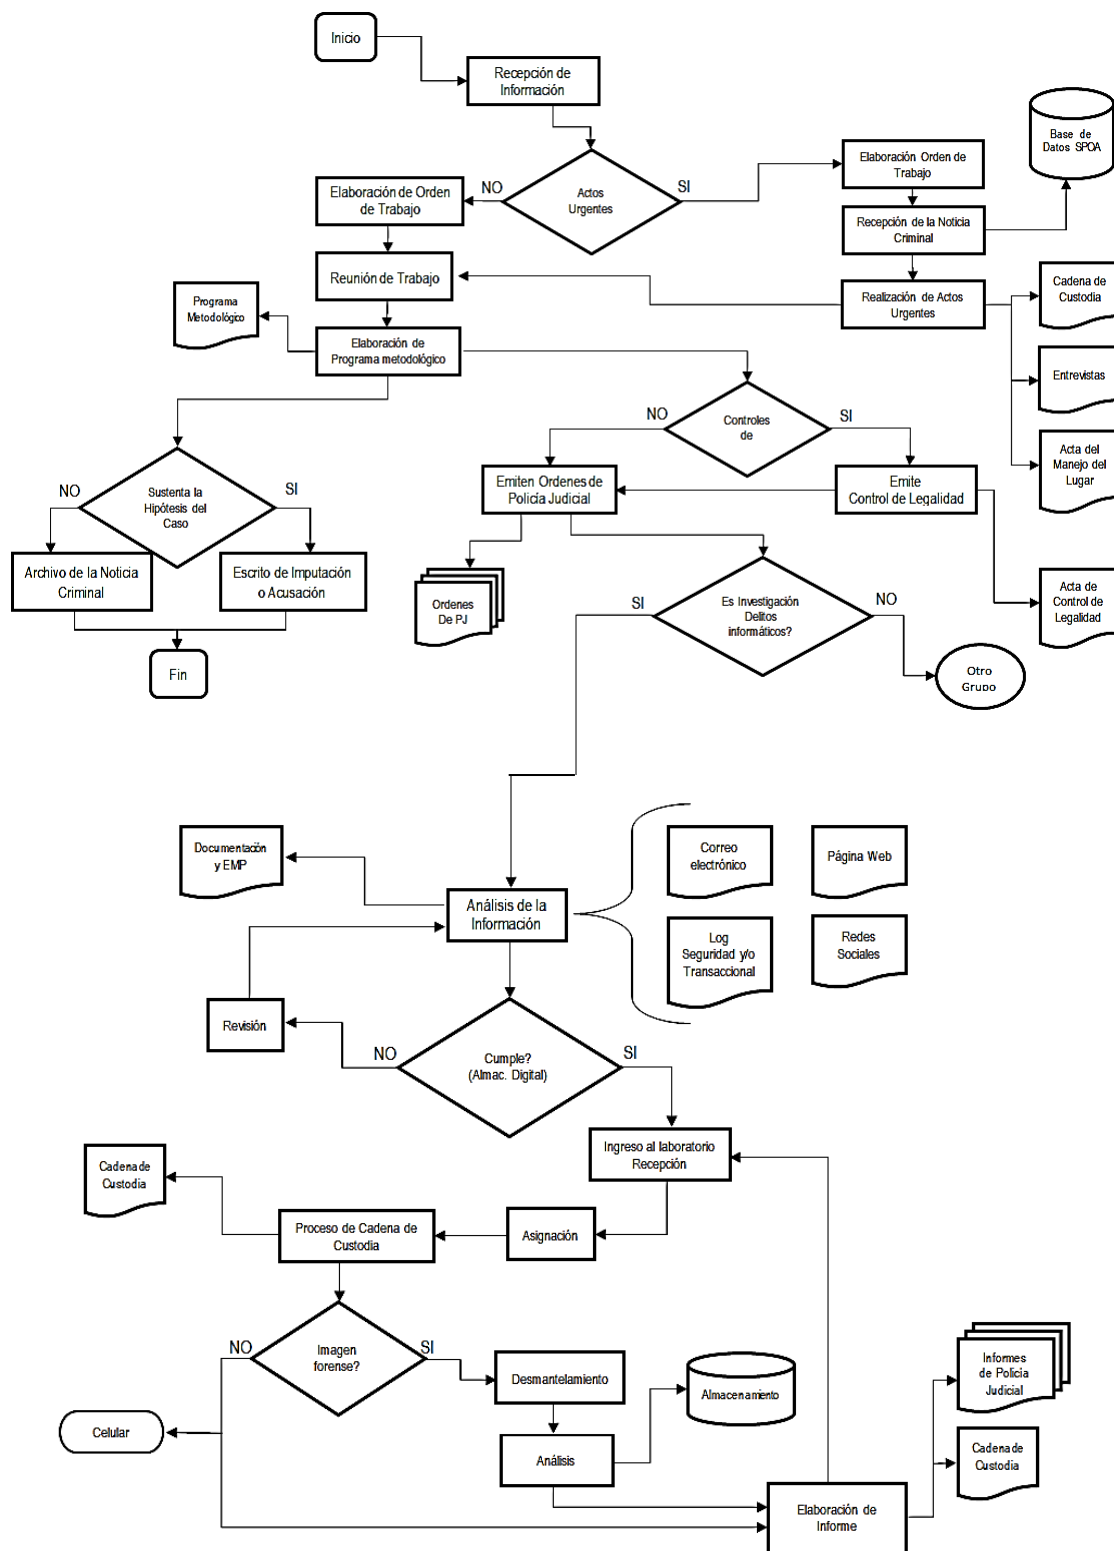 Inicio
Recepción de
Información
Base de
Datos SPOA
Actos
Urgentes
NO
SI
Elaboración Orden de
Trabajo
Elaboración de Orden
de Trabajo
Recepción de la Noticia
Criminal
Reunión de Trabajo
Realización de Actos
Urgentes
Cadena de
Custodia
Programa
Metodológico
Elaboración de
Programa metodológico
Entrevistas
NO
Controles
de
SI
Acta del
Manejo del
Lugar
NO
Sustenta la
Hipótesis del
Caso
SI
Emiten Ordenes de
Policía Judicial
Emite
Control de Legalidad
Archivo de la Noticia
Criminal
Escrito de Imputación
o Acusación
Ordenes
De PJ
SI
Es Investigación
Delitos
informáticos?
NO
Acta de
Control de
Legalidad
Fin
Otro
Grupo
Documentación
y EMP
Correo
electrónico
Página Web
Análisis de la
Información
Log
Seguridad y/o
Transaccional
Redes
Sociales
Revisión
NO
Cumple?
(Almac. Digital)
SI
Ingreso al laboratorio
Recepción
Cadena de
Custodia
Proceso de Cadena de
Custodia
Asignación
NO
Imagen
forense?
SI
Desmantelamiento
Almacenamiento
Informes
de Policía
Judicial
Celular
Análisis
Cadena de
Custodia
Elaboración de
Informe